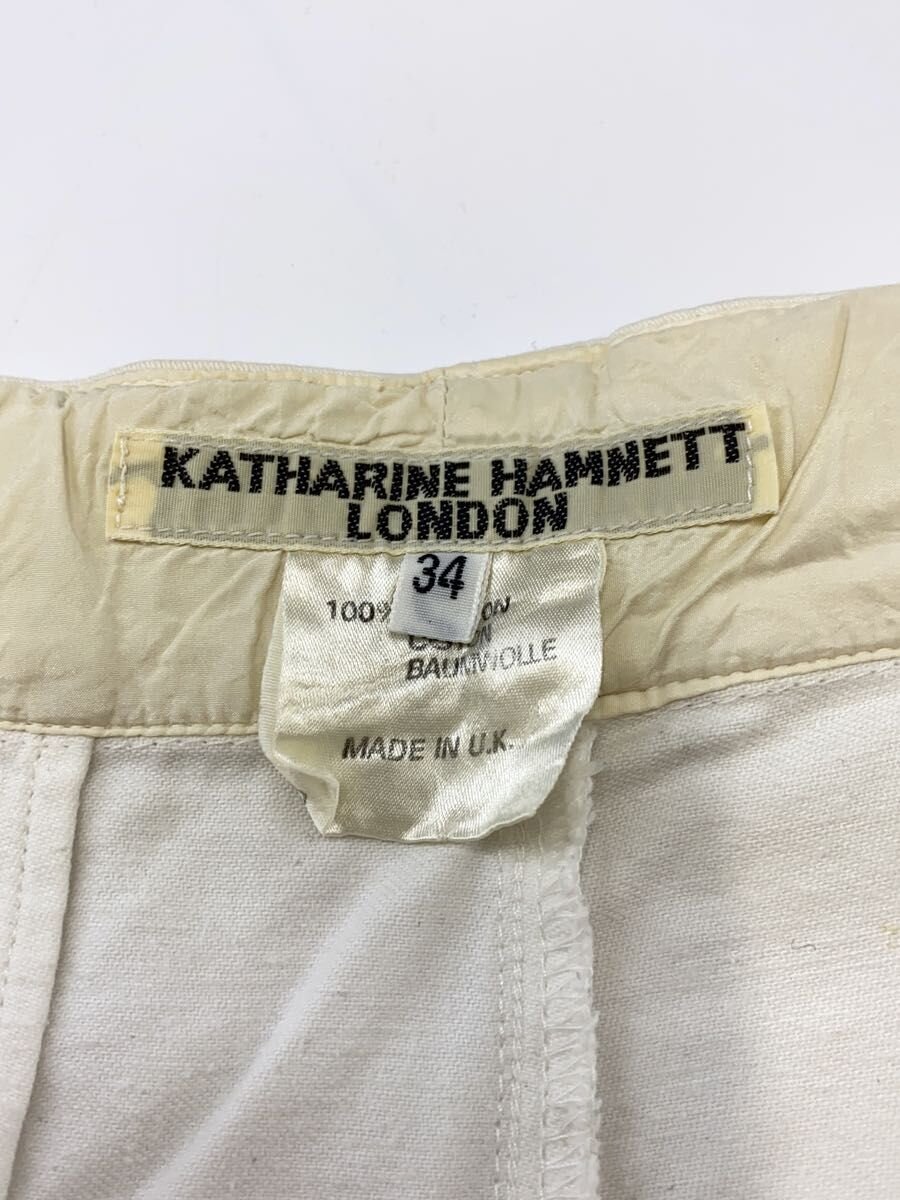 KATHARINE HAMNETT
LONDON
34
100%
BAUMWOLLE
MADE IN U.K.